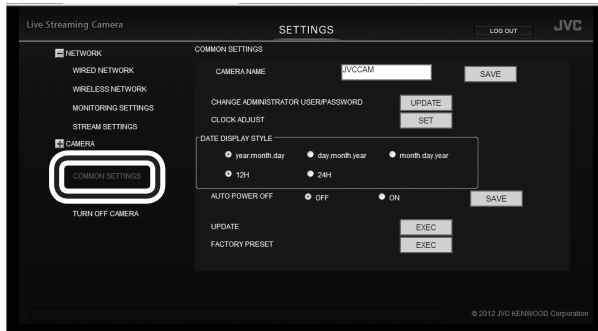 Live Streaming Camera
SETTINGS
LOG OUT
JVC
NETWORK
WIRED NETWORK
WIRELESS NETWORK
MONITORING SETTINGS
STREAM SETTINGS
CAMERA
COMMON SETTINGS
TURN OFF CAMERA
COMMON SETTINGS
CAMERA NAME JVCCAM SAVE
CHANGE ADMINISTRATOR USER/PASSWORD UPDATE
CLOCK ADJUST SET
DATE DISPLAY STYLE
year.month.day day.month.year month.day.year
12H 24H
AUTO POWER OFF OFF ON SAVE
UPDATE EXEC
FACTORY PRESET EXEC
© 2012 JVC KENWOOD Corporation